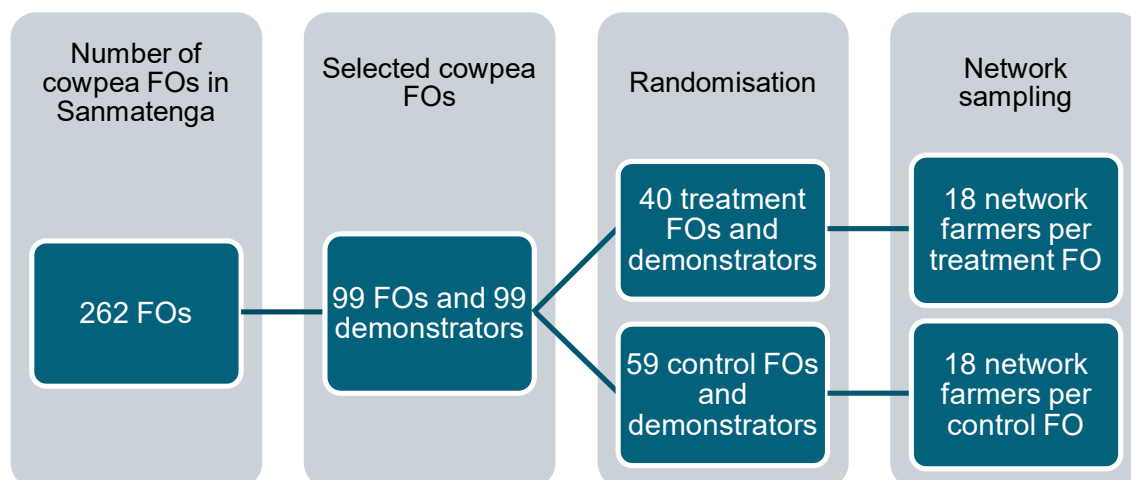 Number of
cowpea FOs in
Sanmatenga
262 FOs
Selected cowpea
FOs
99 FOs and 99
demonstrators
Randomisation
40 treatment
FOs and
demonstrators
59 control FOs
and
demonstrators
Network
sampling
18 network
farmers per
treatment FO
18 network
farmers per
control FO